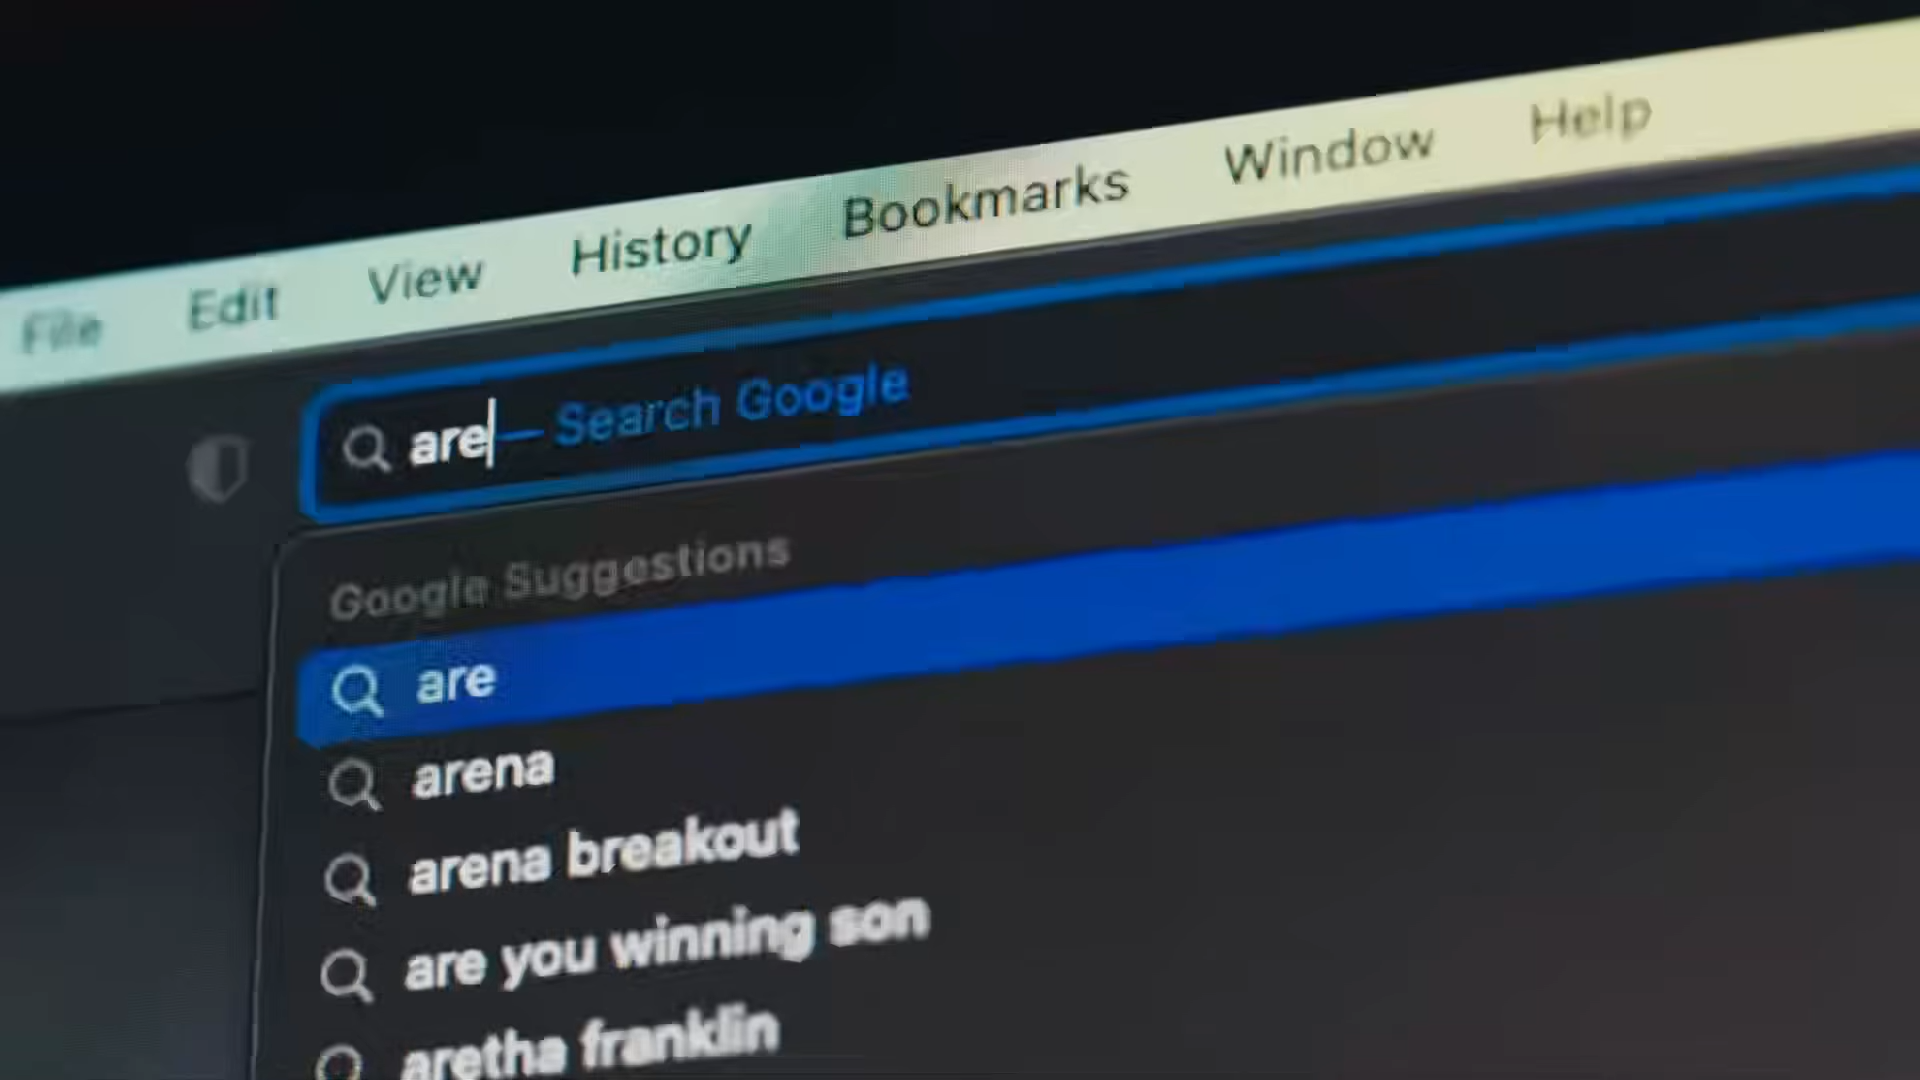 File Edit View History Bookmarks Window Help
are — Search Google
Google Suggestions
are
arena
arena breakout
are you winning son
aretha franklin